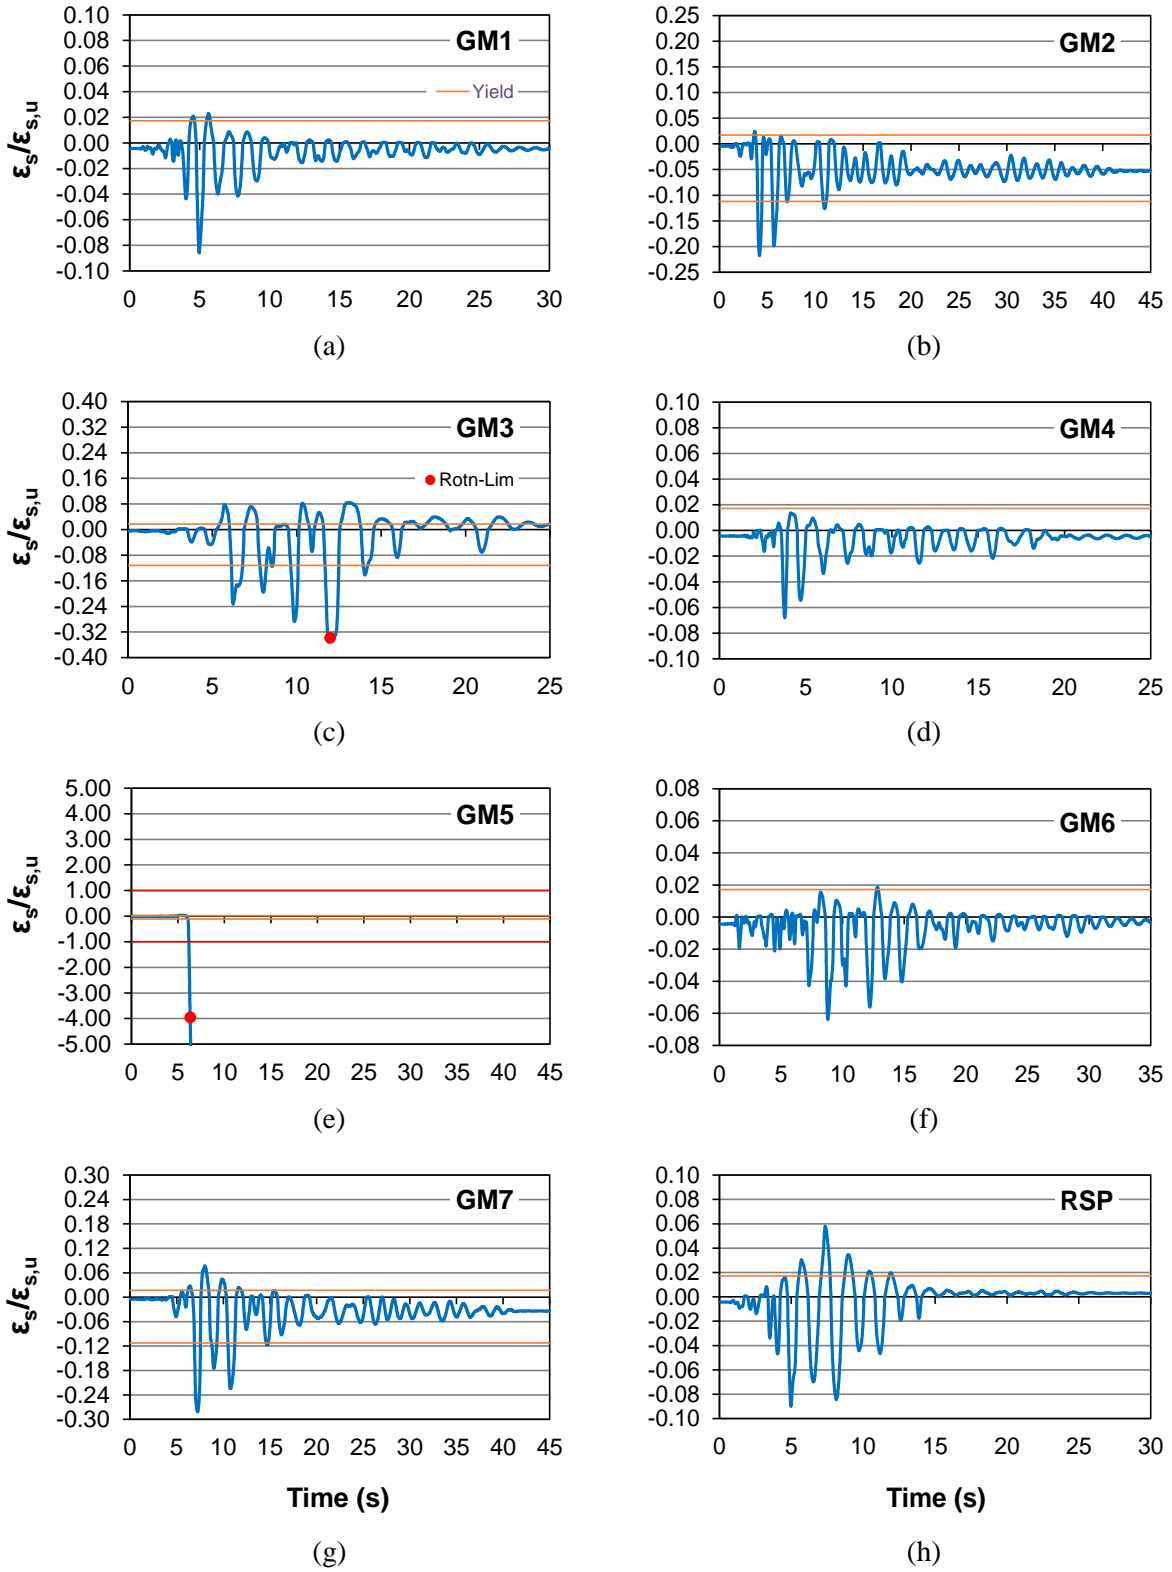 0.10
0.08
0.06
0.04
0.02
0.00
-0.02
-0.04
-0.06
-0.08
-0.10
εs/εs,u
GM1
Yield
0 5 10 15 20 25 30
(a)
0.25
0.20
0.15
0.10
0.05
0.00
-0.05
-0.10
-0.15
-0.20
-0.25
GM2
0 5 10 15 20 25 30 35 40 45
(b)
0.40
0.32
0.24
0.16
0.08
0.00
-0.08
-0.16
-0.24
-0.32
-0.40
εs/εs,u
GM3
Rotn-Lim
0 5 10 15 20 25
(c)
0.10
0.08
0.06
0.04
0.02
0.00
-0.02
-0.04
-0.06
-0.08
-0.10
GM4
0 5 10 15 20 25
(d)
5.00
4.00
3.00
2.00
1.00
0.00
-1.00
-2.00
-3.00
-4.00
-5.00
εs/εs,u
GM5
0 5 10 15 20 25 30 35 40 45
(e)
0.08
0.06
0.04
0.02
0.00
-0.02
-0.04
-0.06
-0.08
GM6
0 5 10 15 20 25 30 35
(f)
0.30
0.24
0.18
0.12
0.06
0.00
-0.06
-0.12
-0.18
-0.24
-0.30
εs/εs,u
GM7
0 5 10 15 20 25 30 35 40 45
Time (s)
(g)
0.10
0.08
0.06
0.04
0.02
0.00
-0.02
-0.04
-0.06
-0.08
-0.10
RSP
0 5 10 15 20 25 30
Time (s)
(h)